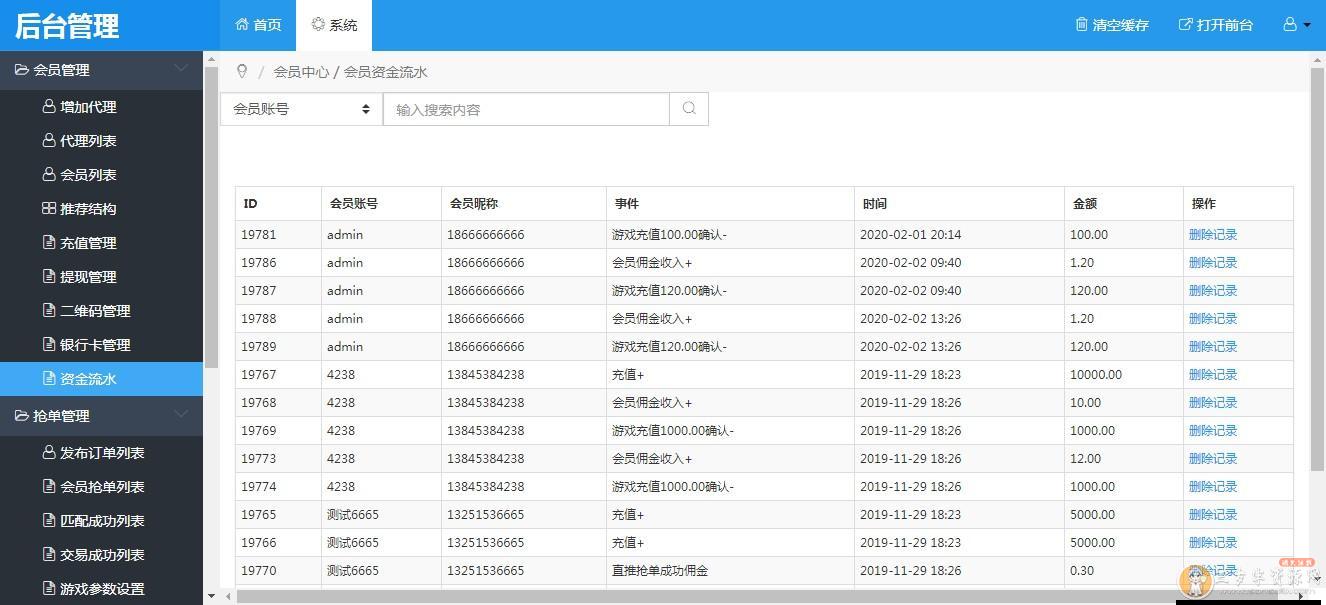 后台管理
首页
系统
清空缓存
打开前台
会员管理
增加代理
代理列表
会员列表
推荐结构
充值管理
提现管理
二维码管理
银行卡管理
资金流水
抢单管理
发布订单列表
会员抢单列表
匹配成功列表
交易成功列表
游戏参数设置
/ 会员中心 / 会员资金流水
会员账号 输入搜索内容
ID 会员账号 会员昵称 事件 时间 金额 操作
19781 admin 18666666666 游戏充值100.00确认- 2020-02-01 20:14 100.00 删除记录
19786 admin 18666666666 会员佣金收入+ 2020-02-02 09:40 1.20 删除记录
19787 admin 18666666666 游戏充值120.00确认- 2020-02-02 09:40 120.00 删除记录
19788 admin 18666666666 会员佣金收入+ 2020-02-02 13:26 1.20 删除记录
19789 admin 18666666666 游戏充值120.00确认- 2020-02-02 13:26 120.00 删除记录
19767 4238 13845384238 充值+ 2019-11-29 18:23 10000.00 删除记录
19768 4238 13845384238 会员佣金收入+ 2019-11-29 18:26 10.00 删除记录
19769 4238 13845384238 游戏充值1000.00确认- 2019-11-29 18:26 1000.00 删除记录
19773 4238 13845384238 会员佣金收入+ 2019-11-29 18:26 12.00 删除记录
19774 4238 13845384238 游戏充值1000.00确认- 2019-11-29 18:26 1000.00 删除记录
19765 测试6665 13251536665 充值+ 2019-11-29 18:23 5000.00 删除记录
19766 测试6665 13251536665 充值+ 2019-11-29 18:23 5000.00 删除记录
19770 测试6665 13251536665 直推抢单成功佣金 2019-11-29 18:26 0.30 删除记录